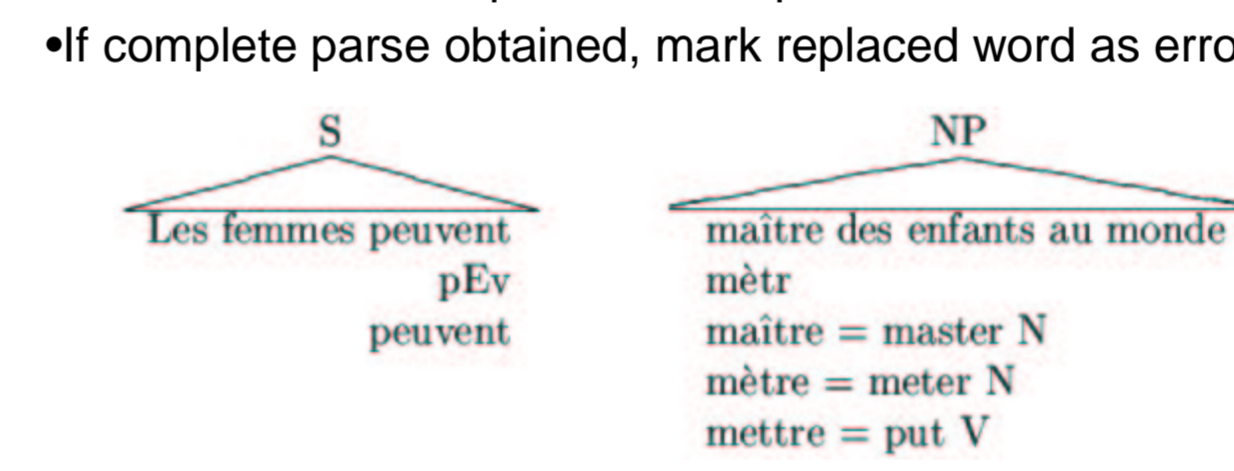 •If complete parse obtained, mark replaced word as erro
S
Les femmes peuvent
pEv
peuvent
NP
maître des enfants au monde
mètr
maître = master N
mètre = meter N
mettre = put V